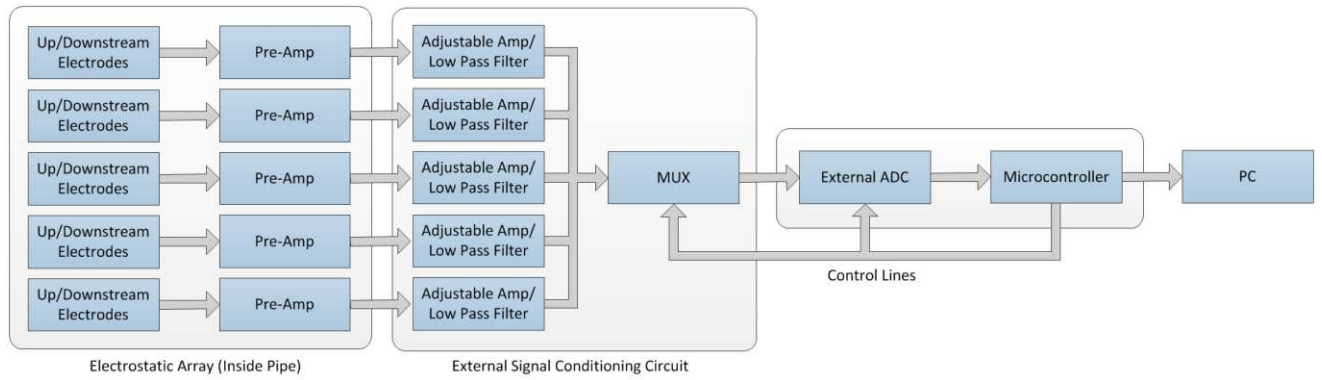 Up/Downstream
Electrodes
Pre-Amp
Adjustable Amp/
Low Pass Filter
Up/Downstream
Electrodes
Pre-Amp
Adjustable Amp/
Low Pass Filter
Up/Downstream
Electrodes
Pre-Amp
Adjustable Amp/
Low Pass Filter
MUX
External ADC
Microcontroller
PC
Up/Downstream
Electrodes
Pre-Amp
Adjustable Amp/
Low Pass Filter
Control Lines
Up/Downstream
Electrodes
Pre-Amp
Adjustable Amp/
Low Pass Filter
Electrostatic Array (Inside Pipe)
External Signal Conditioning Circuit